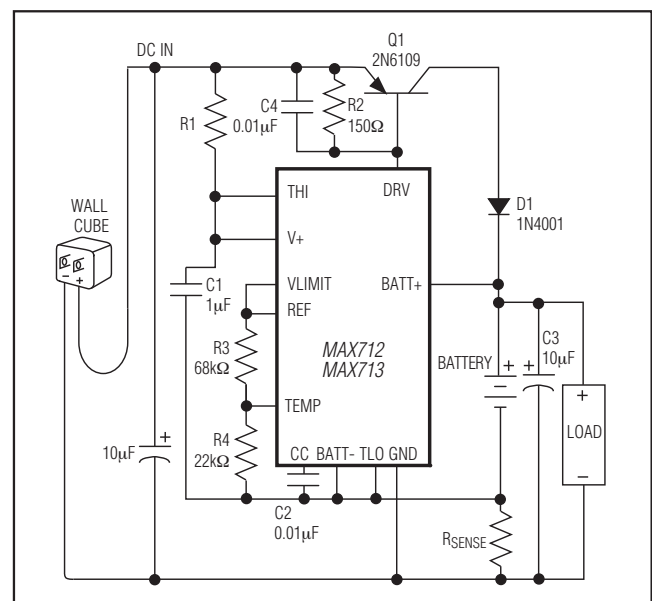 Q1
2N6109
DC IN
C4
0.01μF
R2
150Ω
R1
THI
DRV
D1
1N4001
WALL
CUBE
V+
VLIMIT
BATT+
C1
1μF
REF
C3
10μF
R3
68kΩ
MAX712
MAX713
BATTERY
TEMP
LOAD
R4
22kΩ
10μF
CC BATT- TLO GND
C2
0.01μF
RSENSE